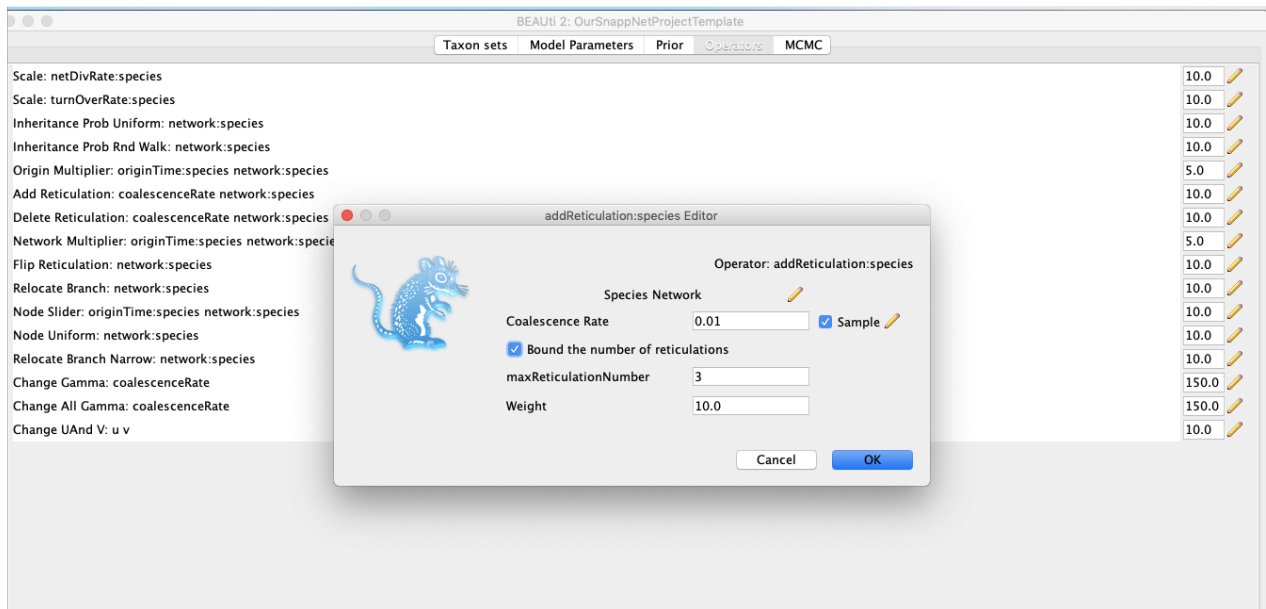 BEAUti 2: OurSnappNetProjectTemplate
Taxon sets Model Parameters Prior Operators MCMC
Scale: netDivRate:species 10.0
Scale: turnOverRate:species 10.0
Inheritance Prob Uniform: network:species 10.0
Inheritance Prob Rnd Walk: network:species 10.0
Origin Multiplier: originTime:species network:species 5.0
Add Reticulation: coalescenceRate network:species 10.0
Delete Reticulation: coalescenceRate network:species 10.0
Network Multiplier: originTime:species network:specie 5.0
Flip Reticulation: network:species 10.0
Relocate Branch: network:species 10.0
Node Slider: originTime:species network:species 10.0
Node Uniform: network:species 10.0
Relocate Branch Narrow: network:species 10.0
Change Gamma: coalescenceRate 150.0
Change All Gamma: coalescenceRate 150.0
Change UAnd V: u v 10.0
addReticulation:species Editor
Operator: addReticulation:species
Species Network
Coalescence Rate 0.01 Sample
Bound the number of reticulations
maxReticulationNumber 3
Weight 10.0
Cancel OK